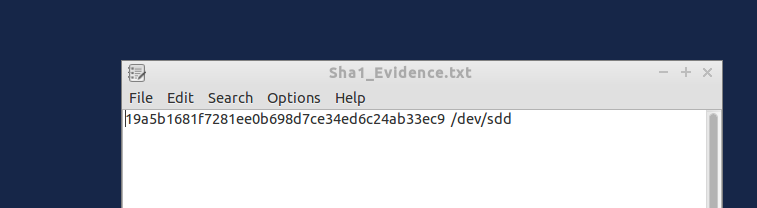 Sha1_Evidence.txt
File Edit Search Options Help
19a5b1681f7281ee0b698d7ce34ed6c24ab33ec9 /dev/sdd